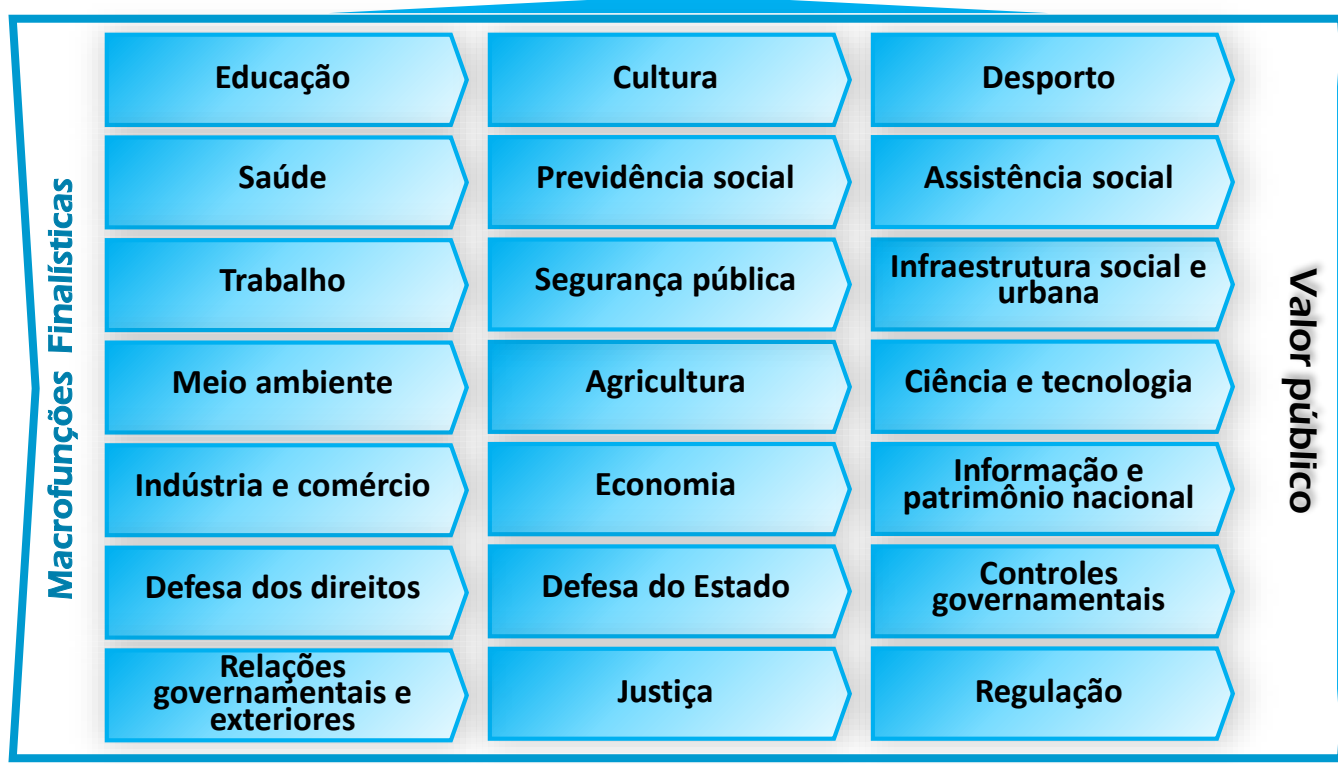 Macrofunções Finalísticas
Educação
Cultura
Desporto
Saúde
Previdência social
Assistência social
Trabalho
Segurança pública
Infraestrutura social e
urbana
Meio ambiente
Agricultura
Ciência e tecnologia
Indústria e comércio
Economia
Informação e
patrimônio nacional
Defesa dos direitos
Defesa do Estado
Controles
governamentais
Relações
governamentais e
exteriores
Justiça
Regulação
Valor público